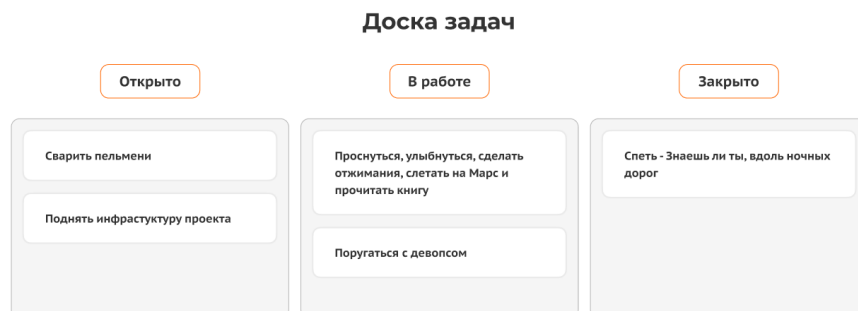 Доска задач
Открыто
В работе
Закрыто
Сварить пельмени
Поднять инфрастуктуру проекта
Проснуться, улыбнуться, сделать
отжимания, слетать на Марс и
прочитать книгу
Поругаться с девопсом
Спеть - Знаешь ли ты, вдоль ночных
дорог